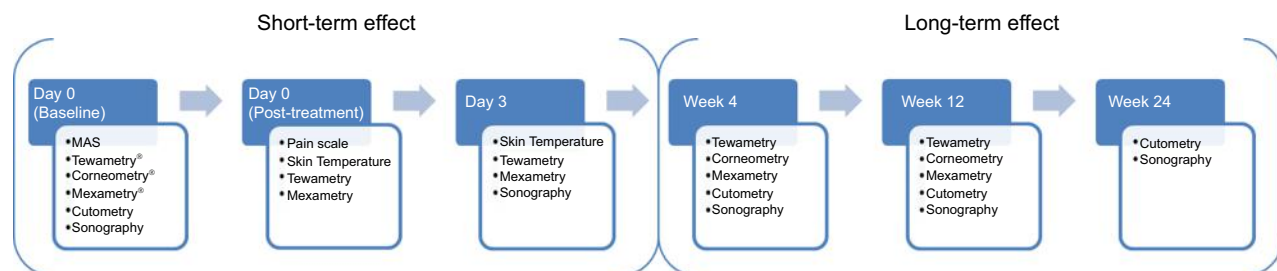 Short-term effect
Long-term effect
Day 0
(Baseline)
*MAS
*Tewametry®
*Corneometry®
*Mexametry®
*Cutometry
*Sonography
Day 0
(Post-treatment)
*Pain scale
*Skin Temperature
*Tewametry
*Mexametry
Day 3
*Skin Temperature
*Tewametry
*Mexametry
*Sonography
Week 4
*Tewametry
*Corneometry
*Mexametry
*Cutometry
*Sonography
Week 12
*Tewametry
*Corneometry
*Mexametry
*Cutometry
*Sonography
Week 24
*Cutometry
*Sonography